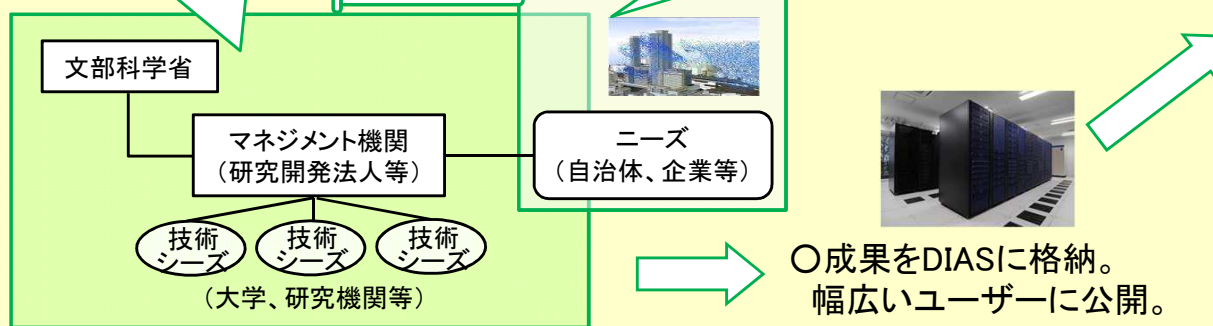 文部科学省
マネジメント機関
（研究開発法人等）
ニーズ
（自治体、企業等）
技術
シーズ
技術
シーズ
技術
シーズ
（大学、研究機関等）
〇成果をDIASに格納。
幅広いユーザーに公開。